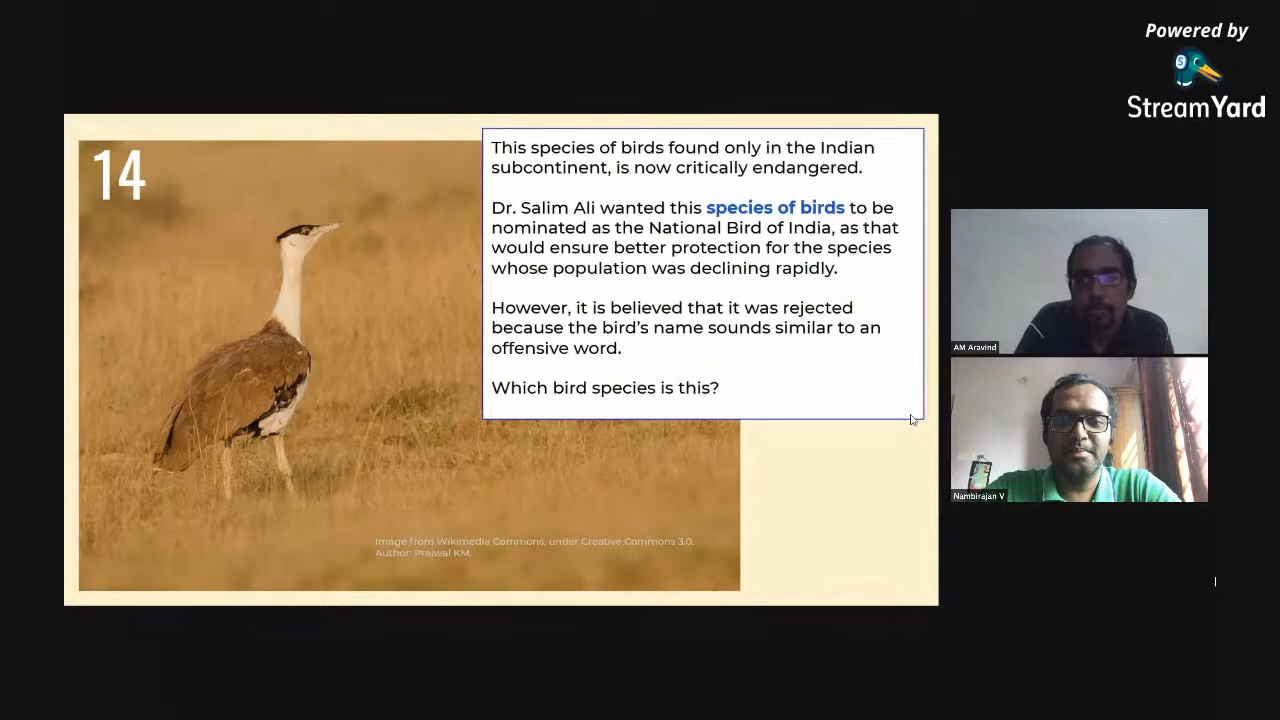 Powered by
StreamYard
14
This species of birds found only in the Indian
subcontinent, is now critically endangered.
Dr. Salim Ali wanted this species of birds to be
nominated as the National Bird of India, as that
would ensure better protection for the species
whose population was declining rapidly.
However, it is believed that it was rejected
because the bird's name sounds similar to an
offensive word.
Which bird species is this?
Image from Wikimedia Commons, under Creative Commons 3.0.
Author: Prajwal KM.
AM Aravind
Nambirajan V